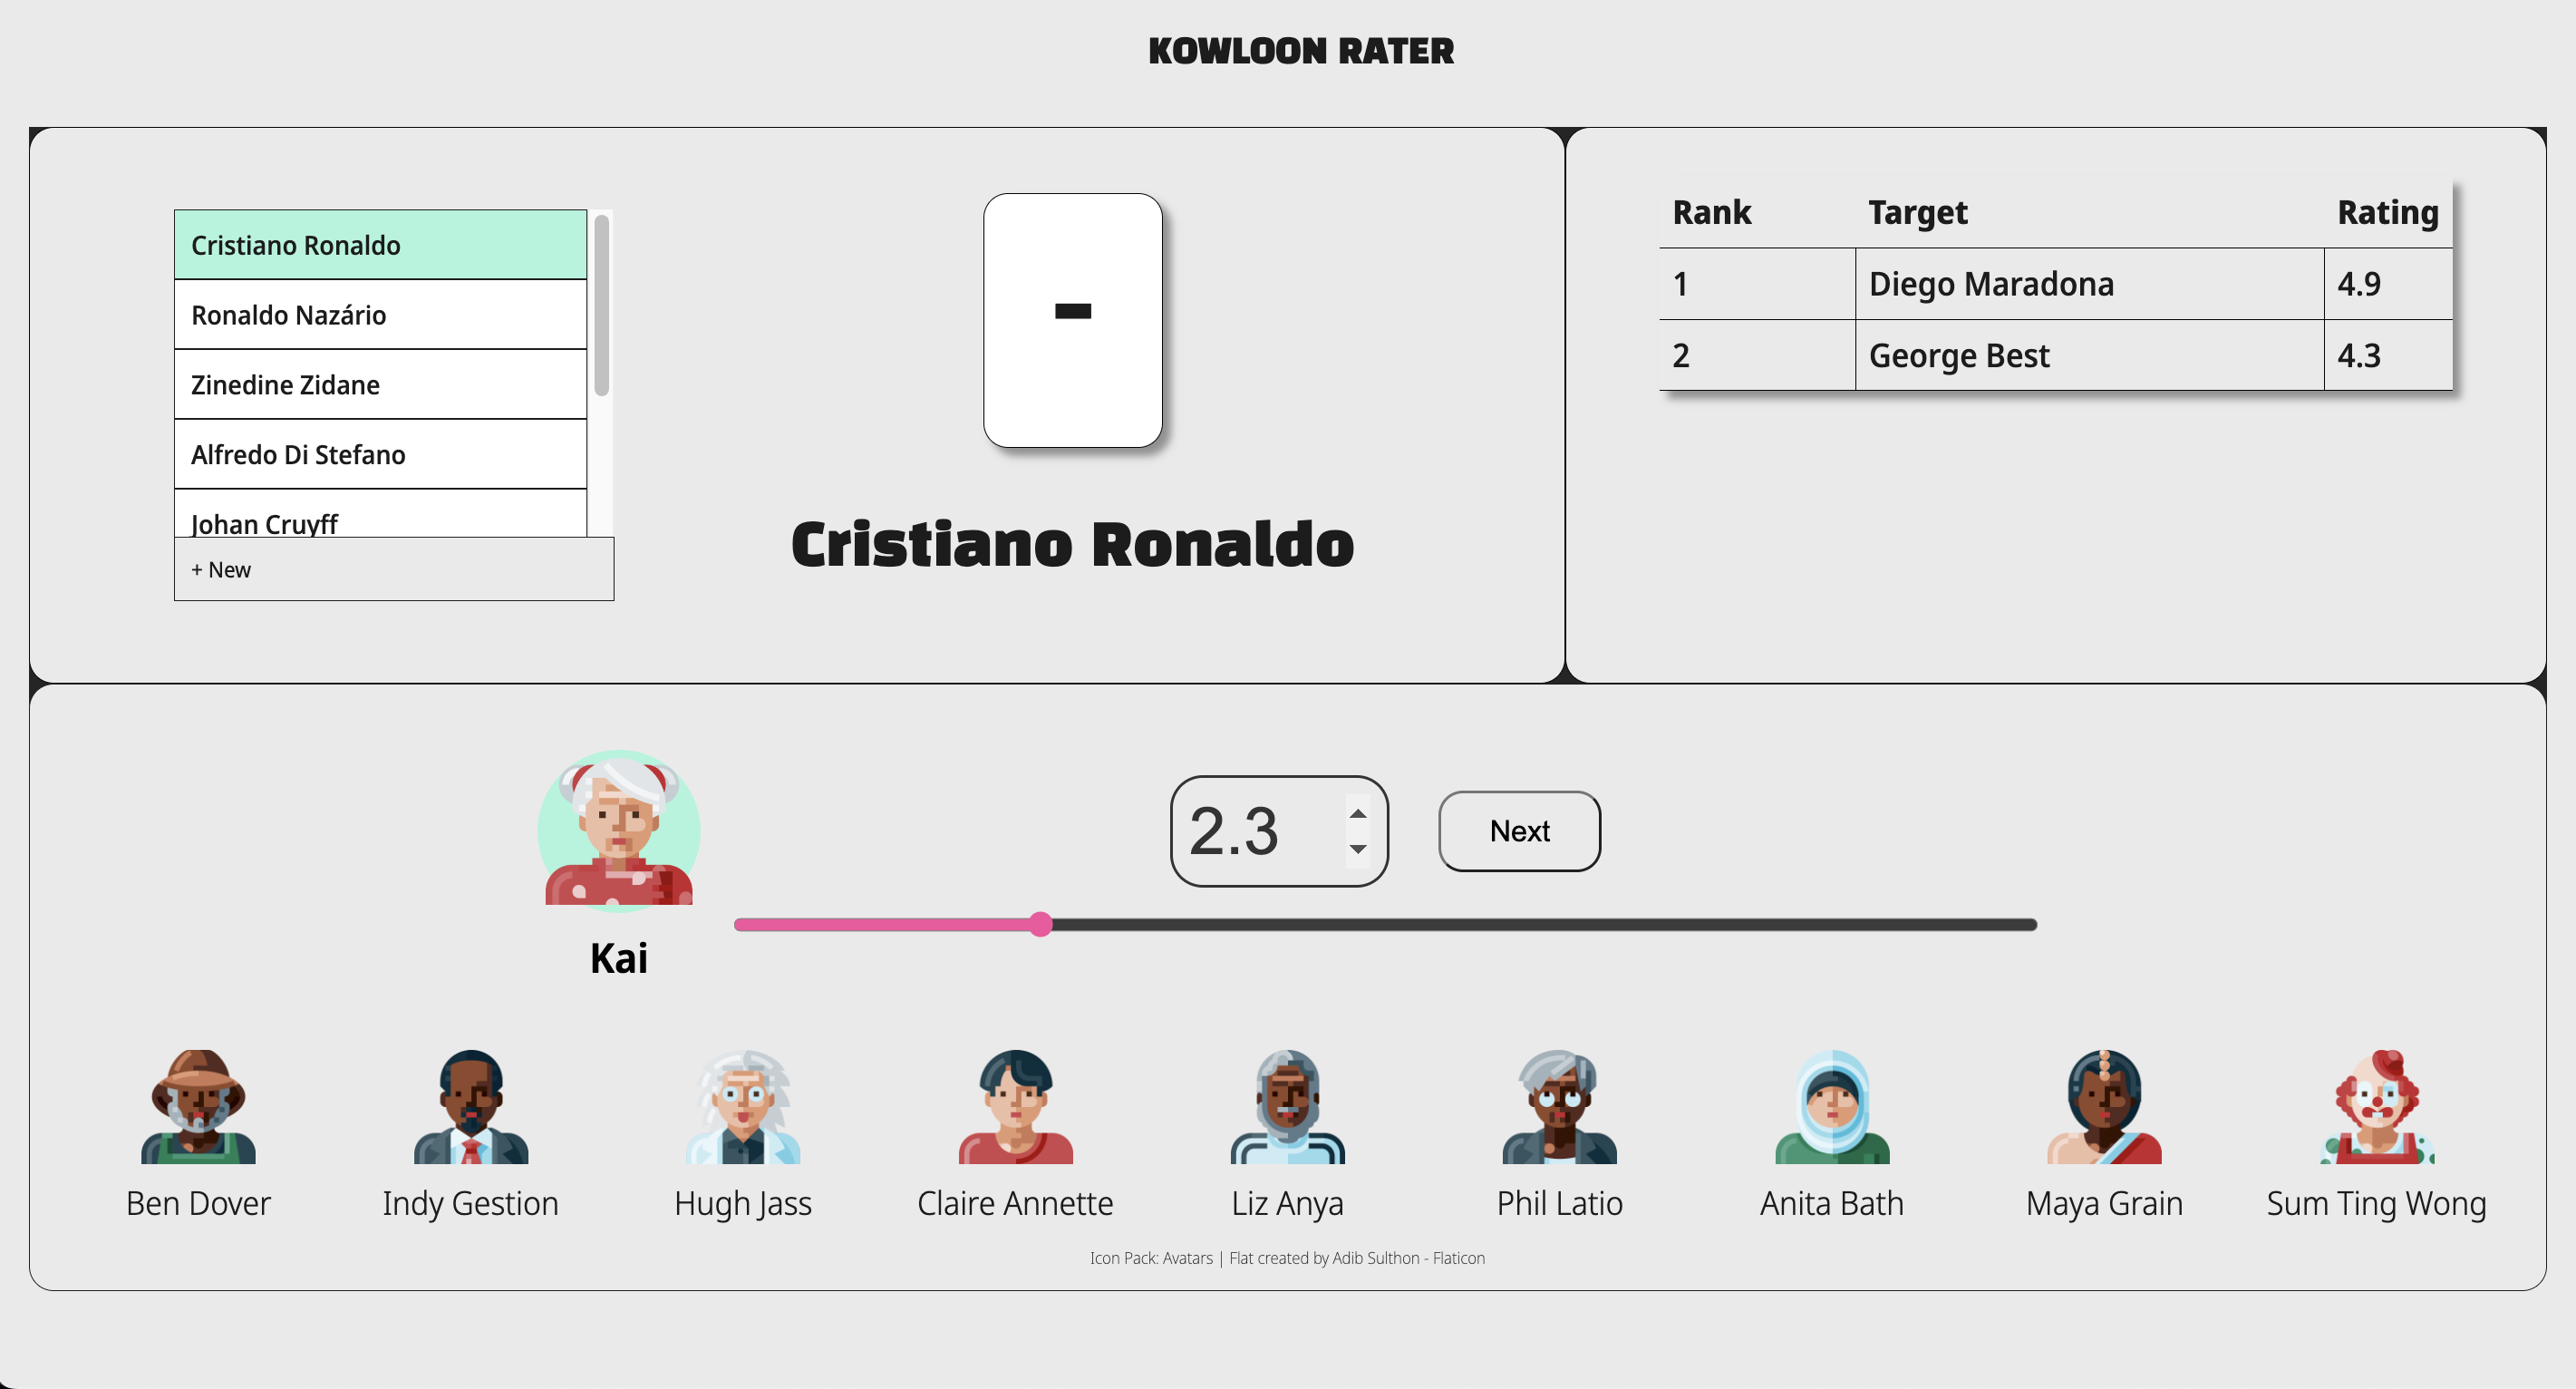 KOWLOON RATER
Cristiano Ronaldo
Ronaldo Nazário
Zinedine Zidane
Alfredo Di Stefano
Johan Cruyff
+ New
-
Cristiano Ronaldo
Rank Target Rating
1 Diego Maradona 4.9
2 George Best 4.3
Kai
2.3
Next
Ben Dover
Indy Gestion
Hugh Jass
Claire Annette
Liz Anya
Phil Latio
Anita Bath
Maya Grain
Sum Ting Wong
Icon Pack: Avatars | Flat created by Adib Sulthon - Flaticon